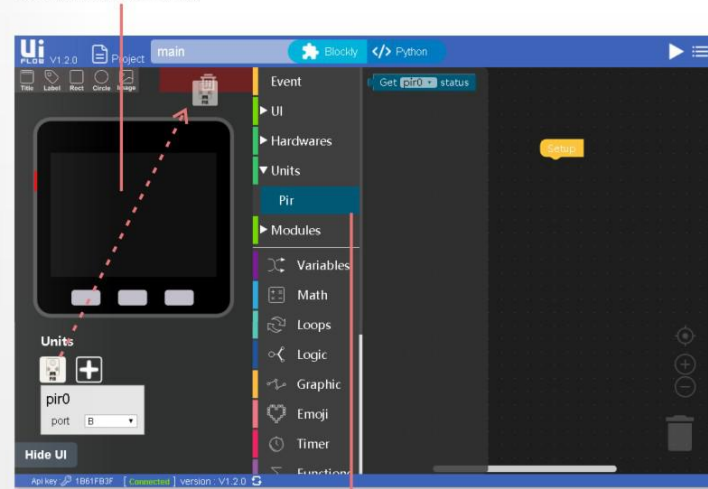 Ui
FLOW V1.2.0
Project
main
Blockly
</> Python
Title Label Rect Circle Image
Units
PIR
pir0
port B
Hide UI
Event
UI
Hardwares
Units
Pir
Modules
Variables
Math
Loops
Logic
Graphic
Emoji
Timer
Functions
Get pir0 status
Setup
Api key 1B61FB3F [ Connected ] version : V1.2.0